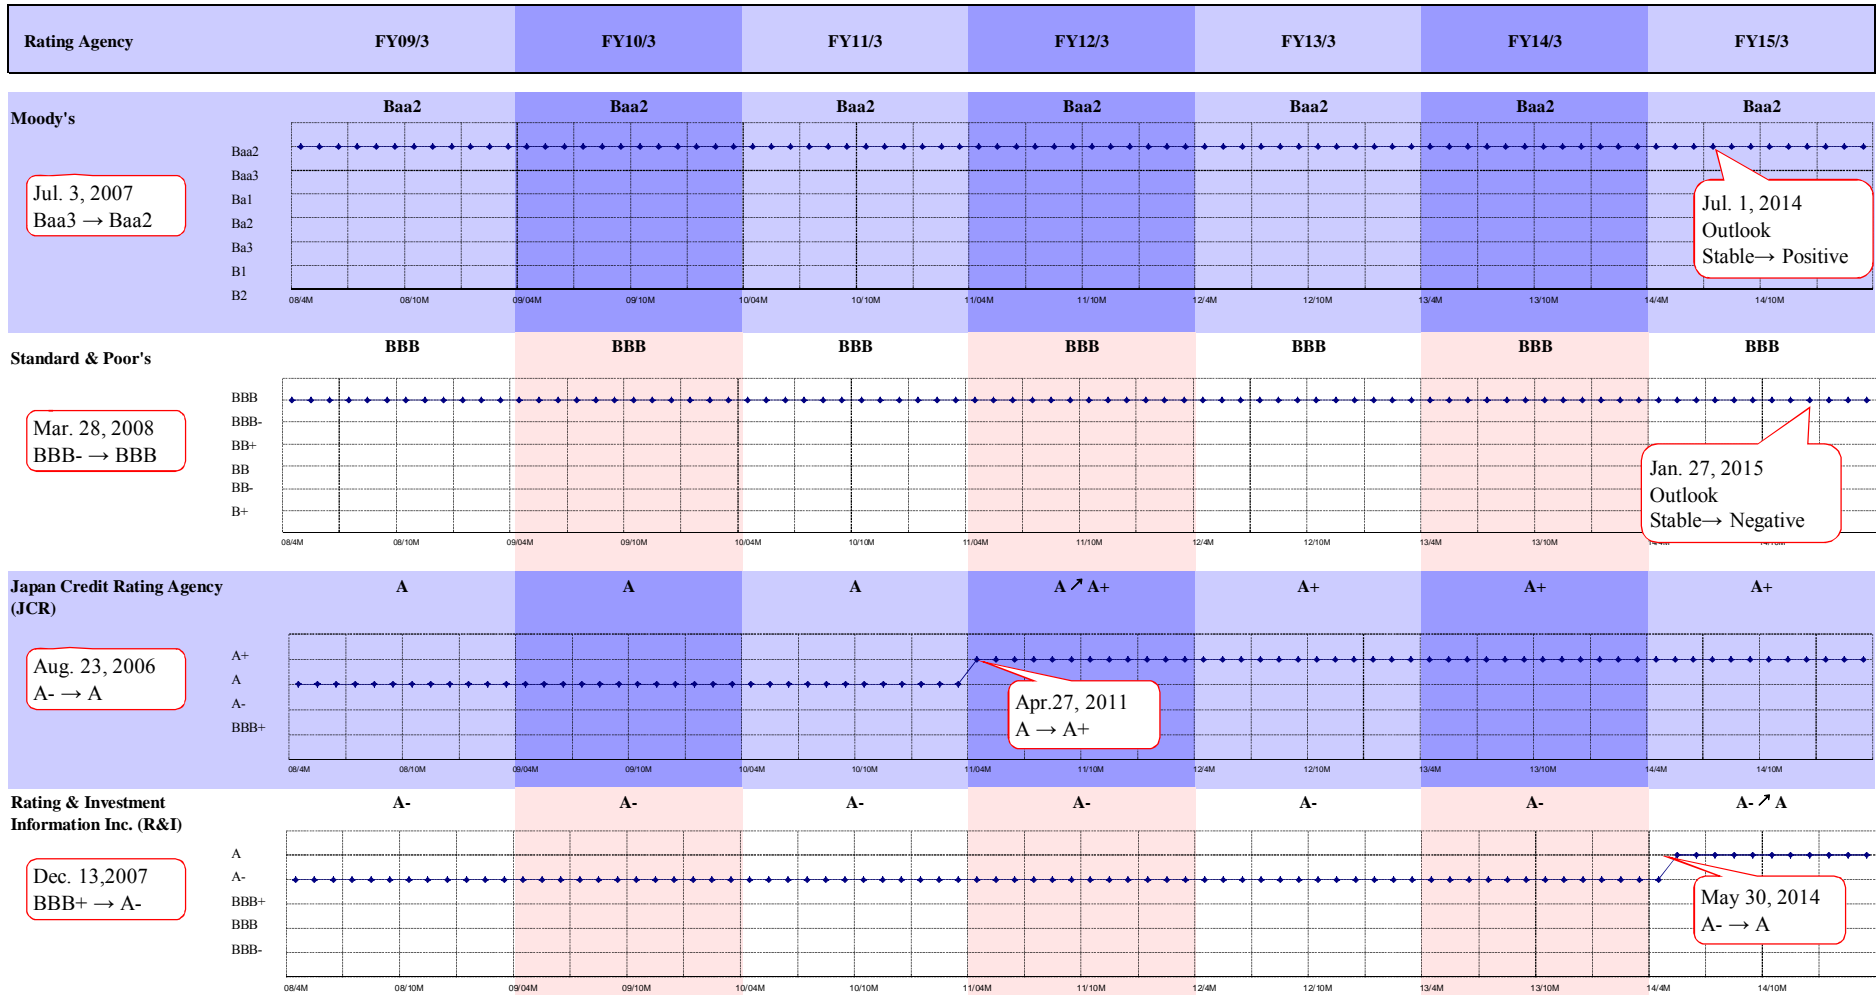 Rating Agency FY09/3 FY10/3 FY11/3 FY12/3 FY13/3 FY14/3 FY15/3
Moody's
Baa2 Baa2 Baa2 Baa2 Baa2 Baa2 Baa2
Jul. 3, 2007
Baa3 → Baa2
Baa2
Baa3
Ba1
Ba2
Ba3
B1
B2
Jul. 1, 2014
Outlook
Stable→ Positive
08/4M 08/10M 09/04M 09/10M 10/04M 10/10M 11/04M 11/10M 12/4M 12/10M 13/4M 13/10M 14/4M 14/10M
Standard & Poor's
BBB BBB BBB BBB BBB BBB BBB
Mar. 28, 2008
BBB- → BBB
BBB
BBB-
BB+
BB
BB-
B+
Jan. 27, 2015
Outlook
Stable→ Negative
08/4M 08/10M 09/04M 09/10M 10/04M 10/10M 11/04M 11/10M 12/4M 12/10M 13/4M 13/10M
Japan Credit Rating Agency
(JCR)
A A A A ↗ A+ A+ A+ A+
Aug. 23, 2006
A- → A
A+
A
A-
BBB+
Apr.27, 2011
A → A+
08/4M 08/10M 09/04M 09/10M 10/04M 10/10M 11/04M 11/10M 12/4M 12/10M 13/4M 13/10M 14/4M 14/10M
Rating & Investment
Information Inc. (R&I)
A- A- A- A- A- A- A- ↗ A
Dec. 13,2007
BBB+ → A-
A
A-
BBB+
BBB
BBB-
May 30, 2014
A- → A
08/4M 08/10M 09/04M 09/10M 10/04M 10/10M 11/04M 11/10M 12/4M 12/10M 13/4M 13/10M 14/4M 14/10M